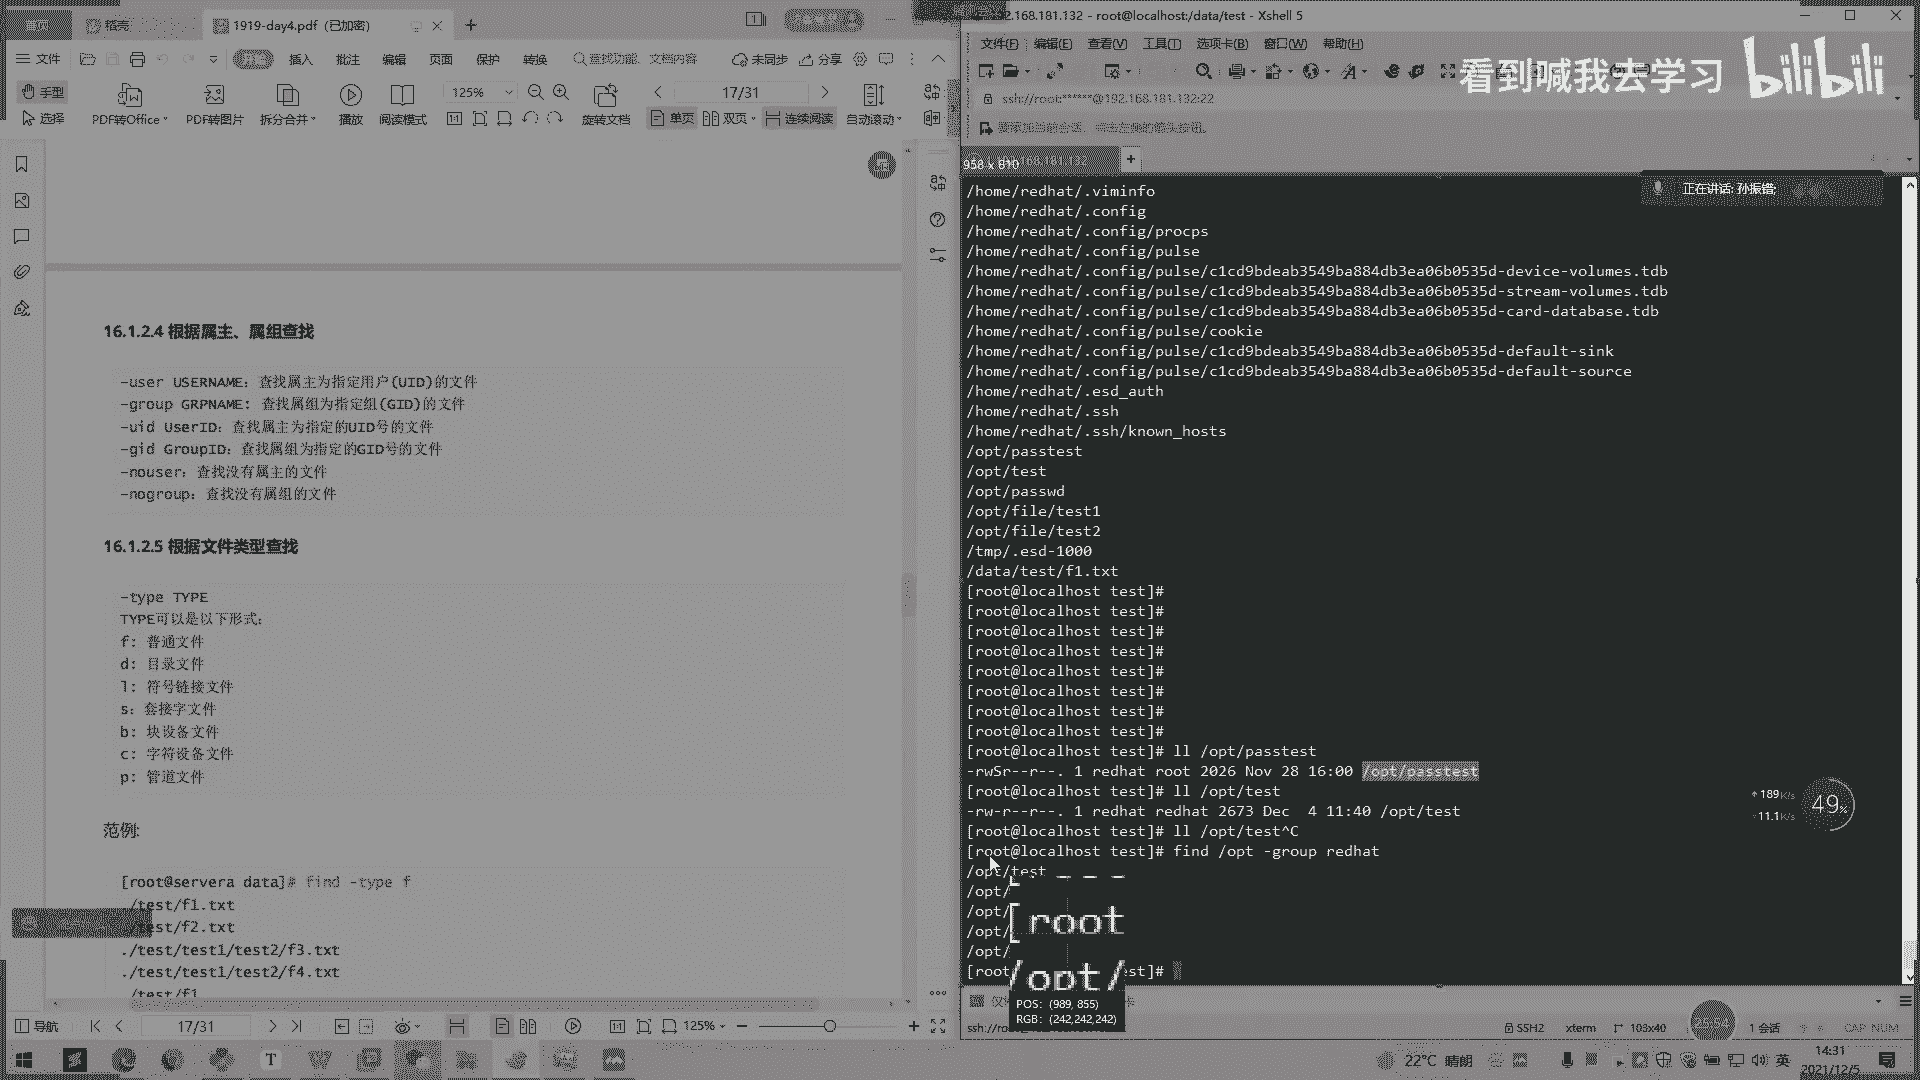 首页
稻壳
1919-day4.pdf (已加密)
文件
插入
批注
编辑
页面
保护
转换
查找功能、文档内容
未同步
分享
手型
选择
PDF转Office
PDF转图片
拆分合并
播放
阅读模式
125%
17/31
旋转文档
单页
双页
连续阅读
自动滚动
16.1.2.4 根据属主、属组查找
-user USERNAME: 查找属主为指定用户(UID)的文件
-group GRPNAME: 查找属组为指定组(GID)的文件
-uid UserID: 查找属主为指定的UID号的文件
-gid GroupID: 查找属组为指定的GID号的文件
-nouser: 查找没有属主的文件
-nogroup: 查找没有属组的文件
16.1.2.5 根据文件类型查找
-type TYPE
TYPE可以是以下形式:
f: 普通文件
d: 目录文件
l: 符号链接文件
s: 套接字文件
b: 块设备文件
c: 字符设备文件
p: 管道文件
范例:
[root@servera data]# find -type f
/test/f1.txt
/test/f2.txt
./test/test1/test2/f3.txt
./test/test1/test2/f4.txt
/test/f1
导航
17/31
125%
.168.181.132 - root@localhost:/data/test - Xshell 5
文件(F) 编辑(E) 查看(V) 工具(T) 选项卡(B) 窗口(W) 帮助(H)
看到喊我去学习 bilibili
ssh://root:******@192.168.181.132:22
要添加当前会话，点击左侧的箭头按钮。
958 x 810
168.181.132
正在讲话: 孙振锴;
/home/redhat/.viminfo
/home/redhat/.config
/home/redhat/.config/procps
/home/redhat/.config/pulse
/home/redhat/.config/pulse/c1cd9bdeab3549ba884db3ea06b0535d-device-volumes.tdb
/home/redhat/.config/pulse/c1cd9bdeab3549ba884db3ea06b0535d-stream-volumes.tdb
/home/redhat/.config/pulse/c1cd9bdeab3549ba884db3ea06b0535d-card-database.tdb
/home/redhat/.config/pulse/cookie
/home/redhat/.config/pulse/c1cd9bdeab3549ba884db3ea06b0535d-default-sink
/home/redhat/.config/pulse/c1cd9bdeab3549ba884db3ea06b0535d-default-source
/home/redhat/.esd_auth
/home/redhat/.ssh
/home/redhat/.ssh/known_hosts
/opt/passtest
/opt/test
/opt/passwd
/opt/file/test1
/opt/file/test2
/tmp/.esd-1000
/data/test/f1.txt
[root@localhost test]#
[root@localhost test]#
[root@localhost test]#
[root@localhost test]#
[root@localhost test]#
[root@localhost test]#
[root@localhost test]#
[root@localhost test]#
[root@localhost test]# ll /opt/passtest
-rwSr--r--. 1 redhat root 2026 Nov 28 16:00 /opt/passtest
[root@localhost test]# ll /opt/test
-rw-r--r--. 1 redhat redhat 2673 Dec  4 11:40 /opt/test
[root@localhost test]# ll /opt/test^C
[root@localhost test]# find /opt -group redhat
/opt/test
/opt/
/opt/
/opt/
/opt/
[root st]#
[root
/opt/
POS: (989, 855)
RGB: (242,242,242)
189 K/s
11.1 K/s
49%
SSH2
xterm
103x40
1 会话
CAP NUM
22°C 晴朗
英
14:31
2021/12/5